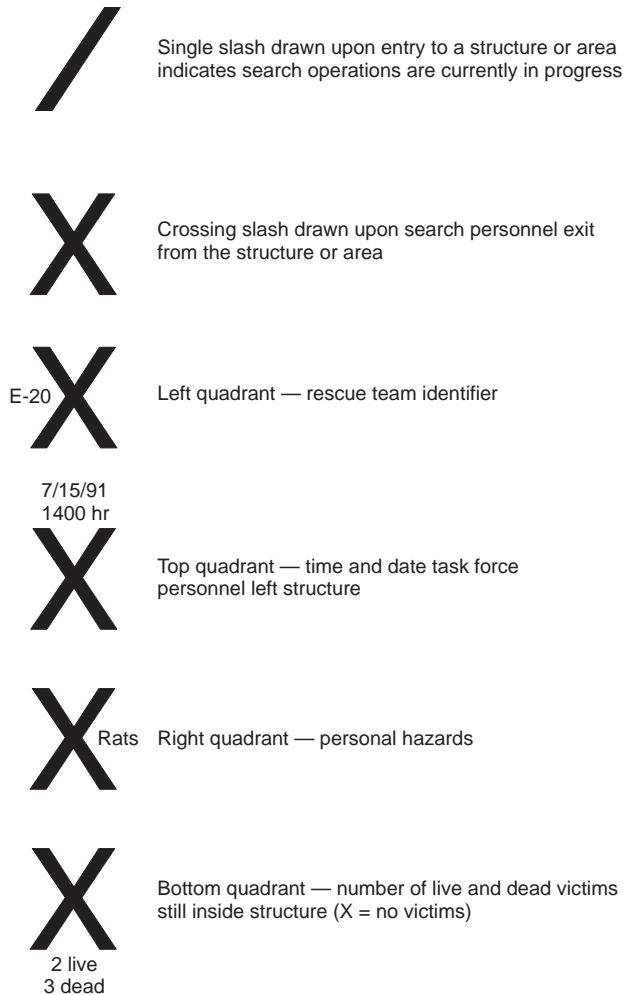 Single slash drawn upon entry to a structure or area
indicates search operations are currently in progress
X
Crossing slash drawn upon search personnel exit
from the structure or area
E-20
X
Left quadrant — rescue team identifier
7/15/91
1400 hr
X
Top quadrant — time and date task force
personnel left structure
X
Rats
Right quadrant — personal hazards
X
Bottom quadrant — number of live and dead victims
still inside structure (X = no victims)
2 live
3 dead